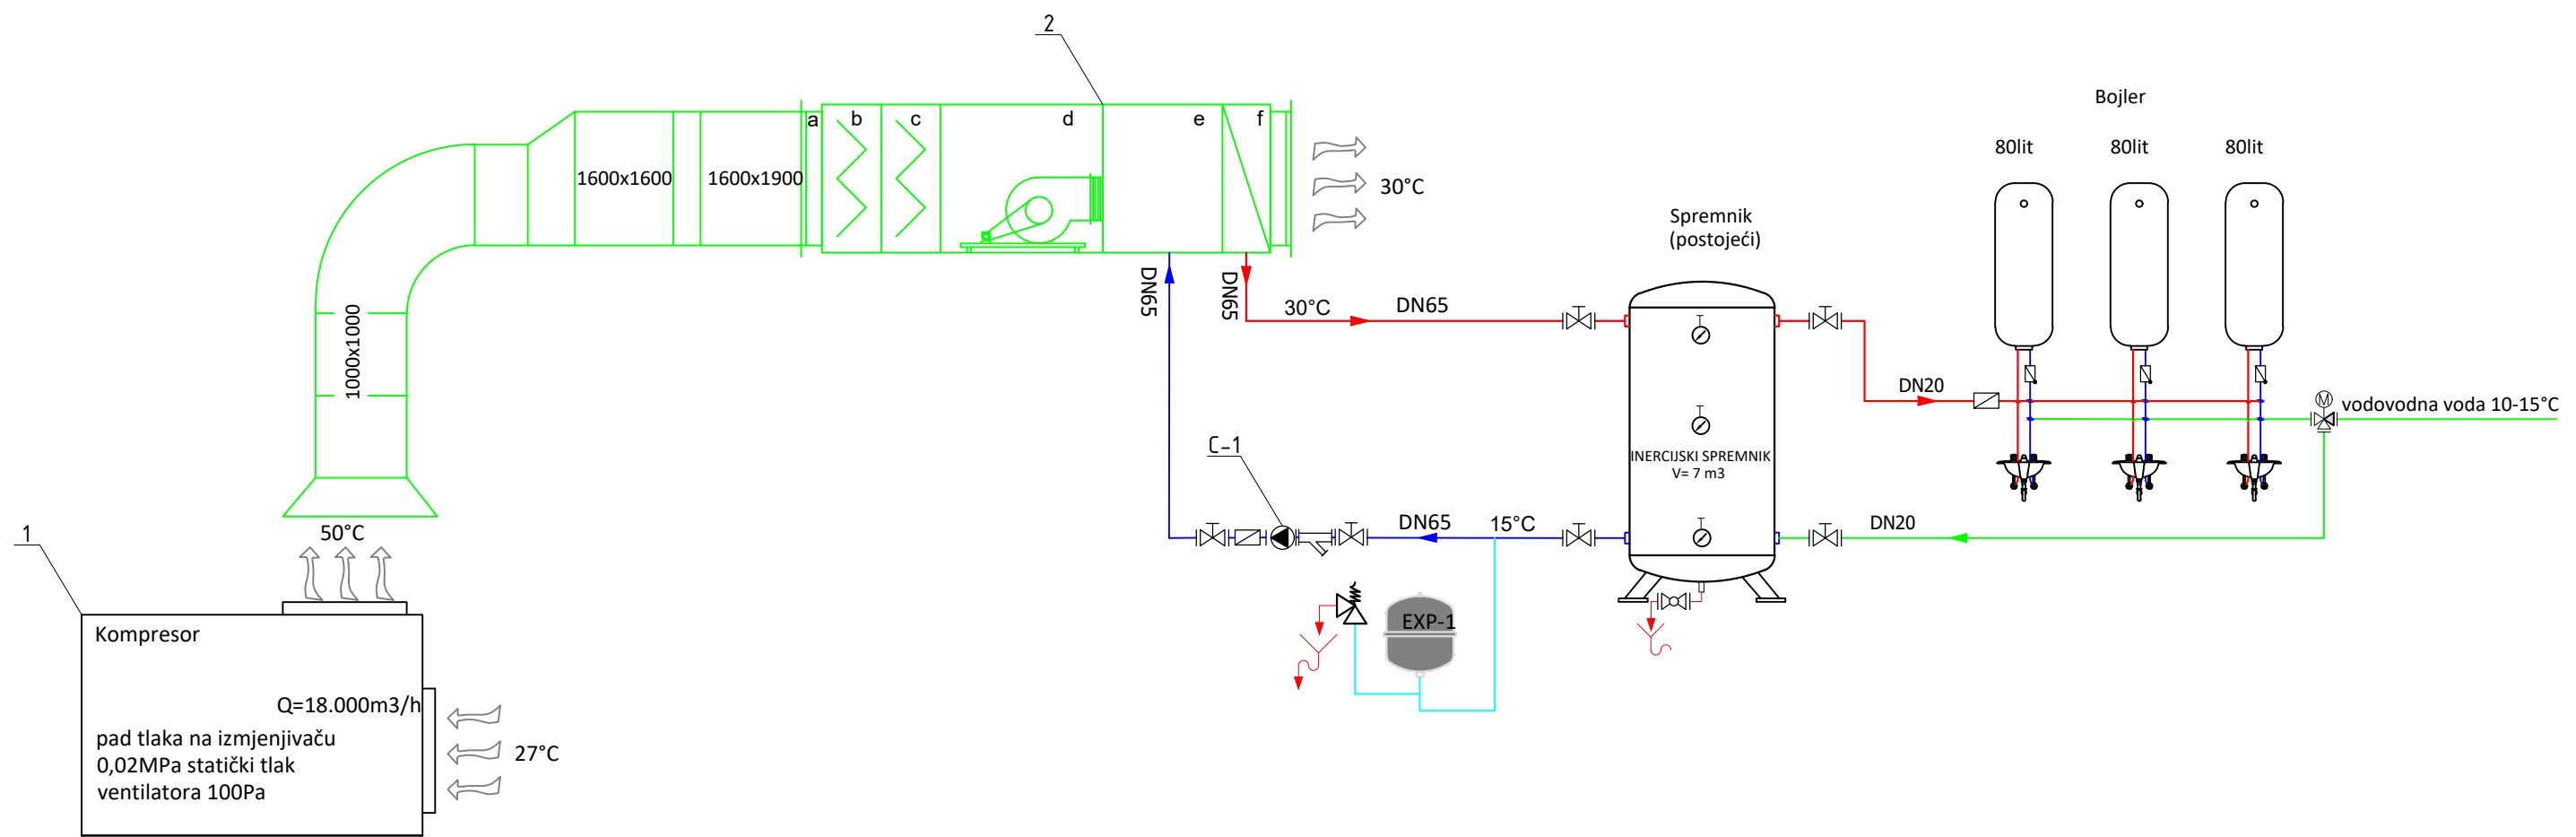 2
a
b
c
d
e
f
1600x1600
1600x1900
30°C
1000x1000
50°C
1
Kompresor
Q=18.000m3/h
pad tlaka na izmjenjivaču
0,02MPa statički tlak
ventilatora 100Pa
27°C
DN65
DN65
30°C
DN65
C-1
DN65
15°C
EXP-1
Spremnik
(postojeći)
INERCIJSKI SPREMNIK
V= 7 m3
DN20
DN20
Bojler
80lit
80lit
80lit
M
vodovodna voda 10-15°C